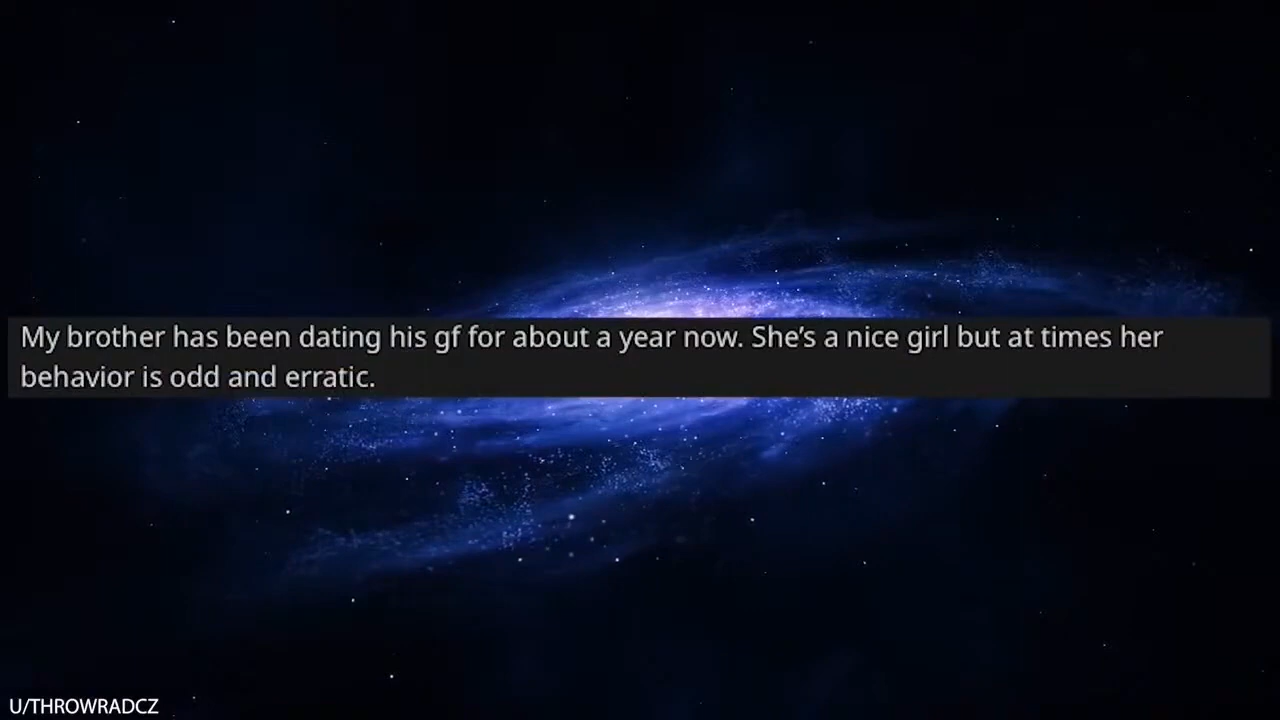 My brother has been dating his gf for about a year now. She’s a nice girl but at times her
behavior is odd and erratic.
U/THROWRADCZ